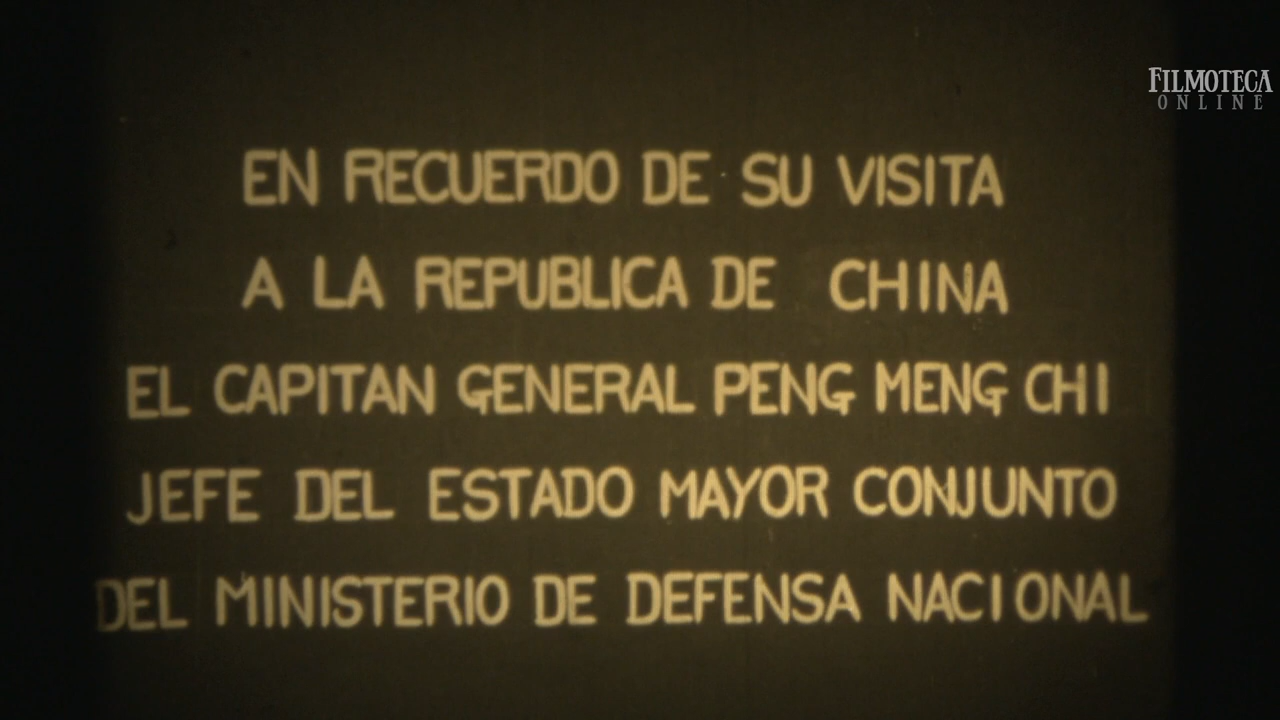 FILMOTECA
ONLINE
EN RECUERDO DE SU VISITA
A LA REPUBLICA DE CHINA
EL CAPITAN GENERAL PENG MENG CHI
JEFE DEL ESTADO MAYOR CONJUNTO
DEL MINISTERIO DE DEFENSA NACIONAL